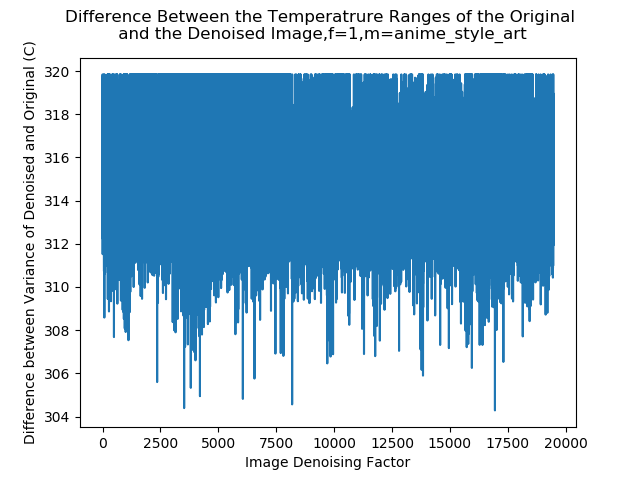 Difference Between the Temperatrure Ranges of the Original
and the Denoised Image,f=1,m=anime_style_art
Difference between Variance of Denoised and Original (C)
320
318
316
314
312
310
308
306
304
0 2500 5000 7500 10000 12500 15000 17500 20000
Image Denoising Factor